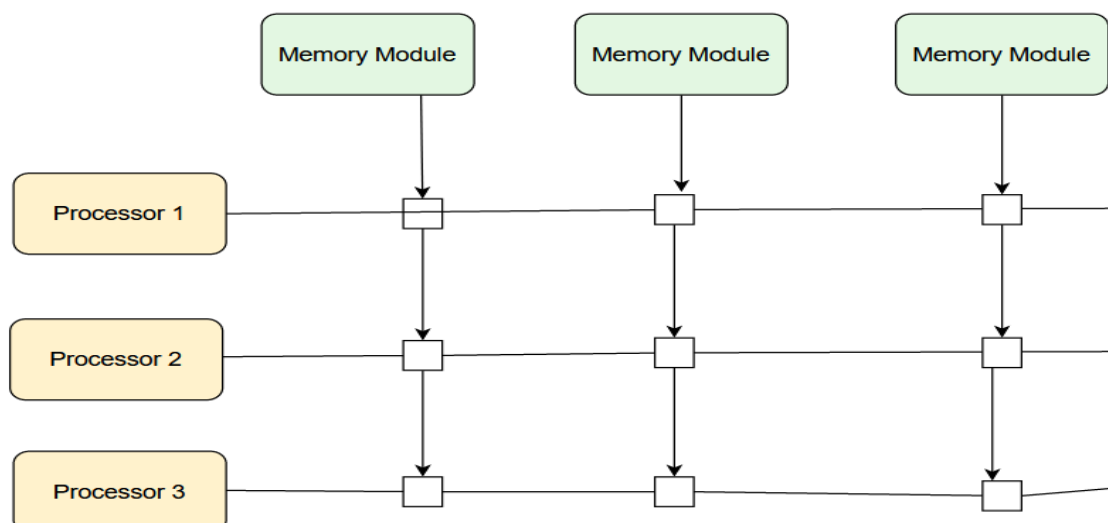 Memory Module
Memory Module
Memory Module
Processor 1
Processor 2
Processor 3